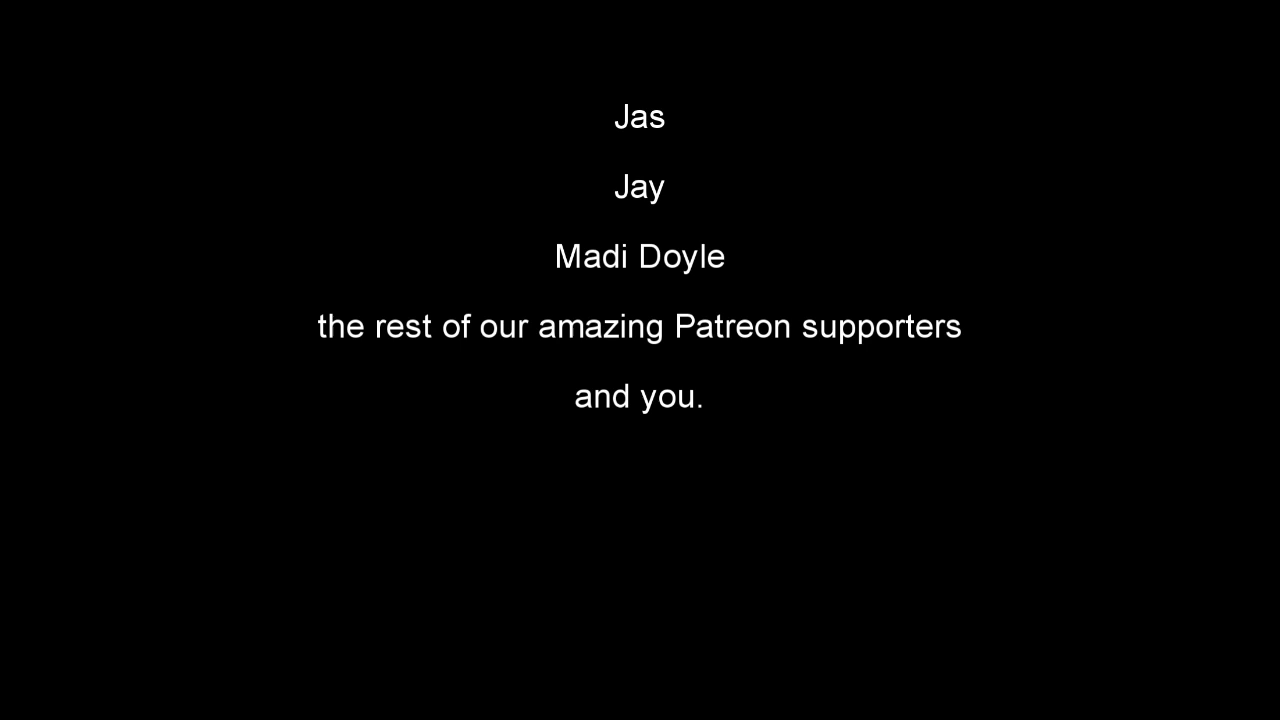 Jas
Jay
Madi Doyle
the rest of our amazing Patreon supporters
and you.